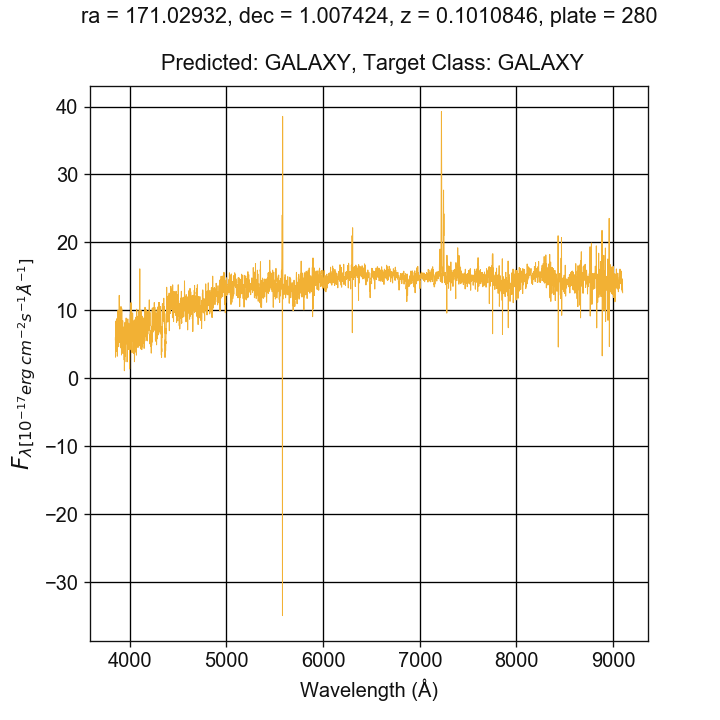 ra = 171.02932, dec = 1.007424, z = 0.1010846, plate = 280
Predicted: GALAXY, Target Class: GALAXY
40
30
20
10
0
−10
−20
−30
F_{λ[10^{−17} erg cm^{−2} s^{−1} Å^{−1}]}
4000 5000 6000 7000 8000 9000
Wavelength (Å)